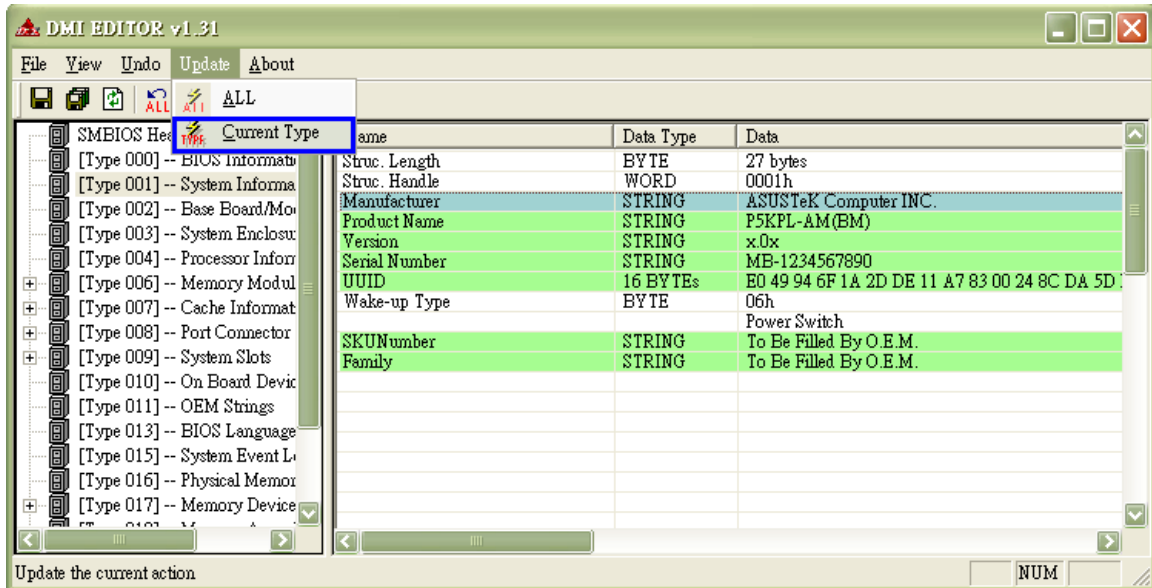 DMI EDITOR v1.31
File View Undo Update About
ALL
ALL
ALL
TYPE
Current Type
SMBIOS Hea
[Type 000] -- BIOS Informati
[Type 001] -- System Informa
[Type 002] -- Base Board/Mo
[Type 003] -- System Enclosu
[Type 004] -- Processor Infor
[Type 006] -- Memory Modul
[Type 007] -- Cache Informat
[Type 008] -- Port Connector
[Type 009] -- System Slots
[Type 010] -- On Board Devic
[Type 011] -- OEM Strings
[Type 013] -- BIOS Language
[Type 015] -- System Event L
[Type 016] -- Physical Memor
[Type 017] -- Memory Device
ame Data Type Data
Struc. Length BYTE 27 bytes
Struc. Handle WORD 0001h
Manufacturer STRING ASUSTeK Computer INC.
Product Name STRING P5KPL-AM(BM)
Version STRING x.0x
Serial Number STRING MB-1234567890
UUID 16 BYTEs E0 49 94 6F 1A 2D DE 11 A7 83 00 24 8C DA 5D
Wake-up Type BYTE 06h
Power Switch
SKUNumber STRING To Be Filled By O.E.M.
Family STRING To Be Filled By O.E.M.
Update the current action
NUM